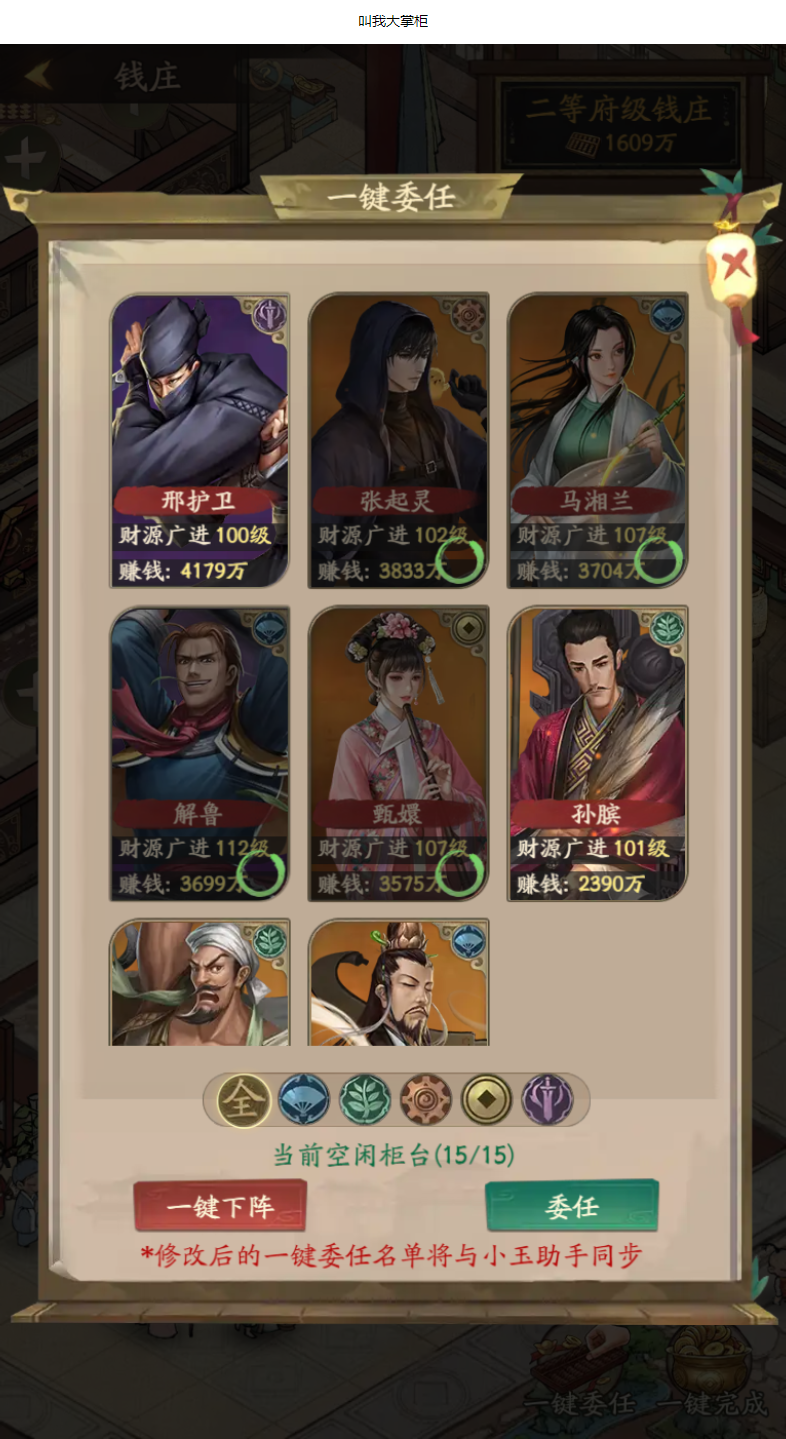 叫我大掌柜
钱庄
二等府级钱庄
1609万
一键委任
邢护卫
财源广进100级
赚钱: 4179万
张起灵
财源广进102级
赚钱: 3833万
马湘兰
财源广进107级
赚钱: 3704万
解鲁
财源广进112级
赚钱: 3699万
甄嬛
财源广进107级
赚钱: 3575万
孙膑
财源广进101级
赚钱: 2390万
全
当前空闲柜台(15/15)
一键下阵
委任
*修改后的一键委任名单将与小玉助手同步
一键委任
一键完成